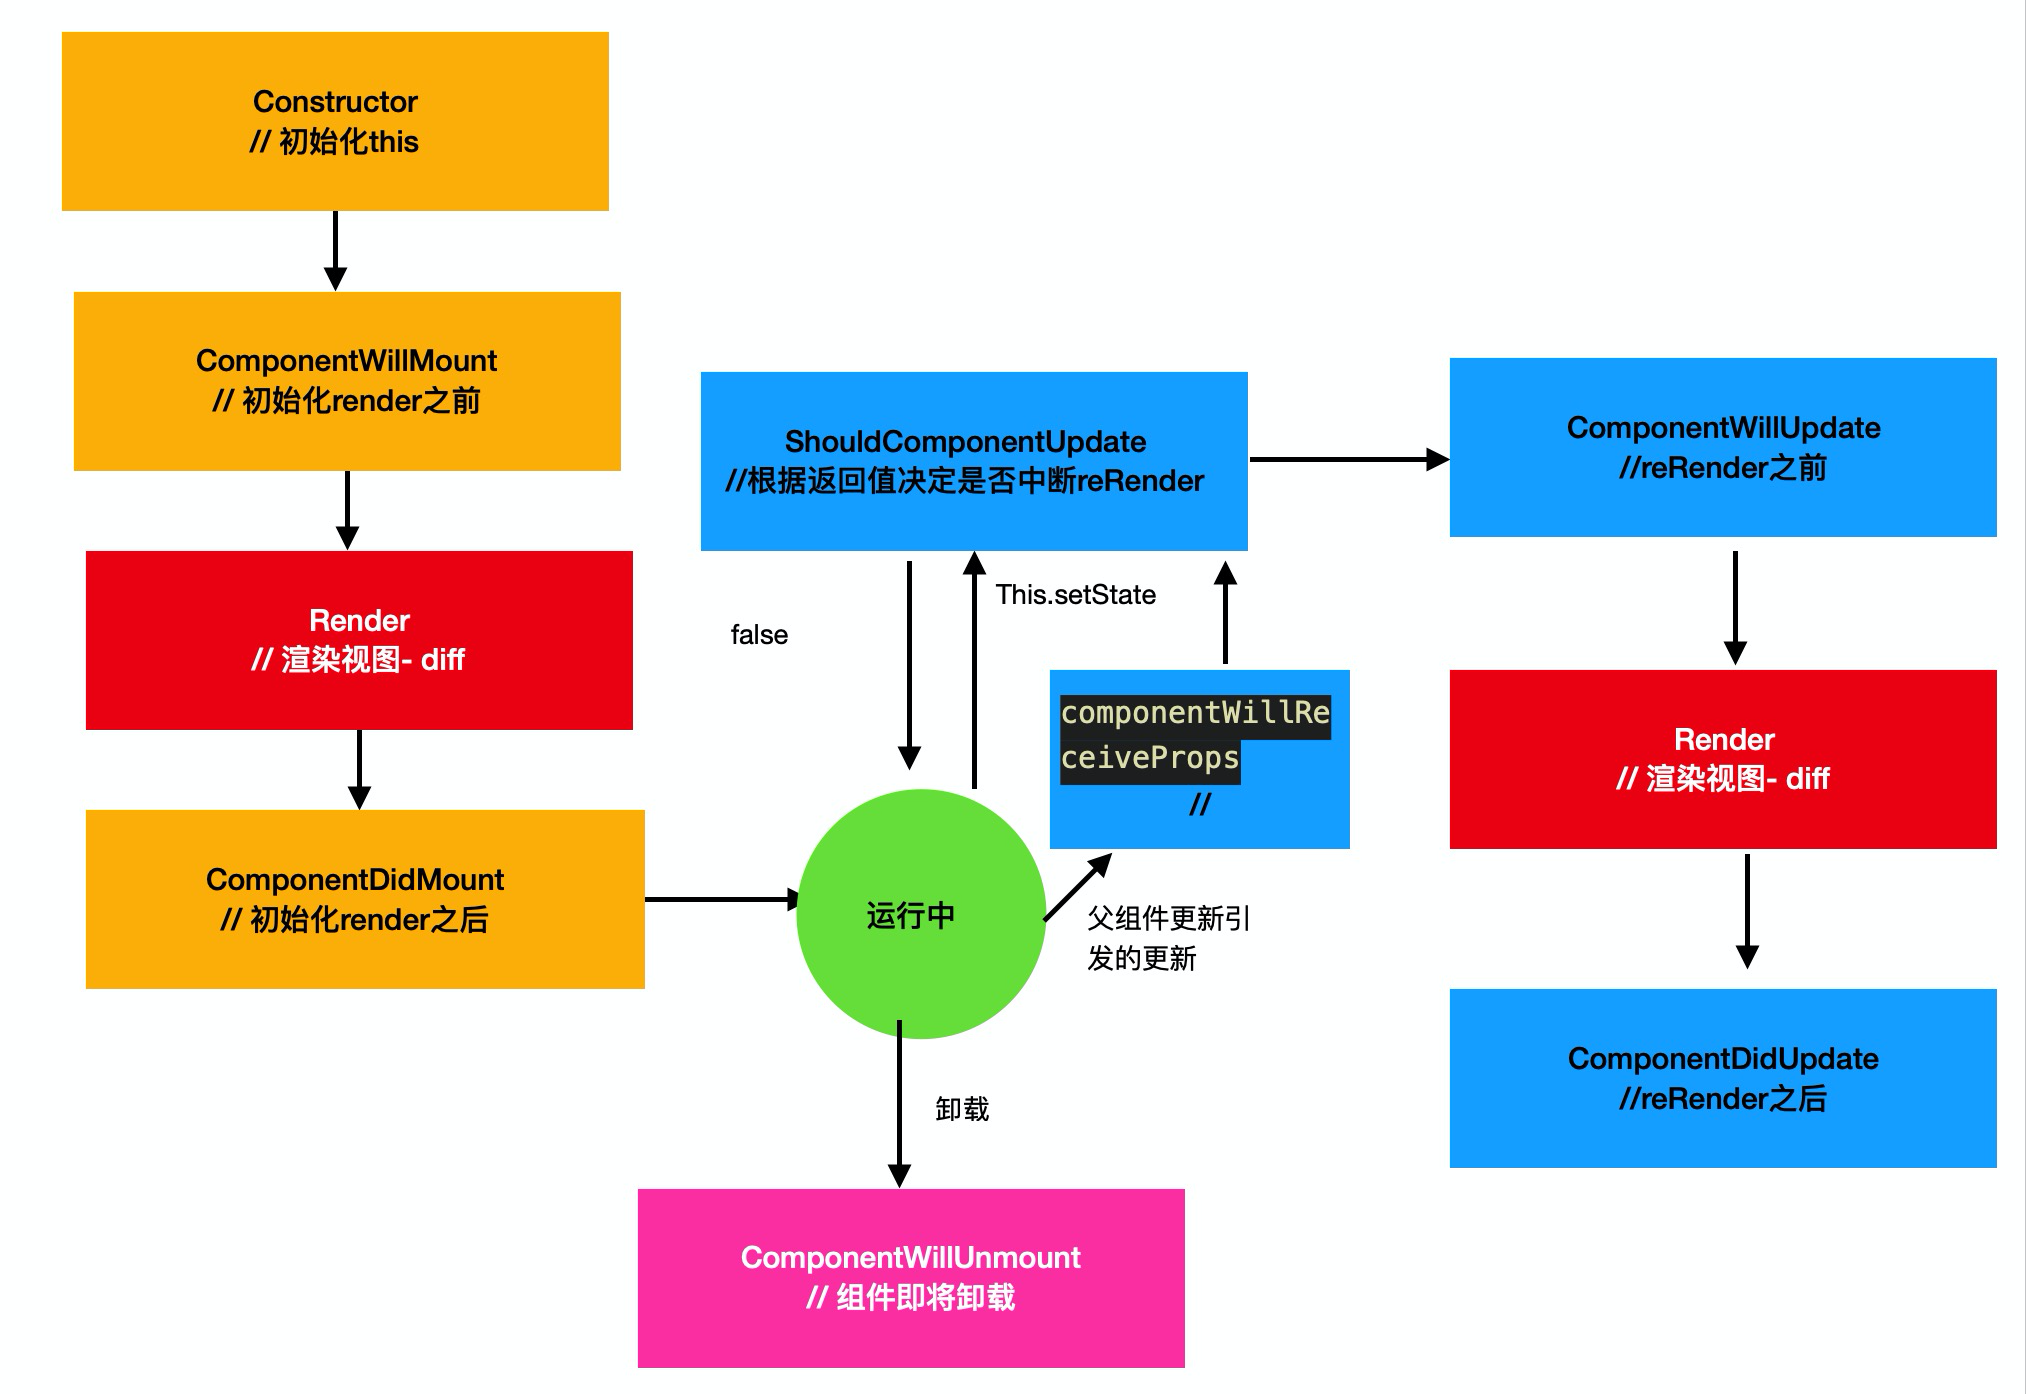 Constructor
// 初始化this
ComponentWillMount
// 初始化render之前
Render
// 渲染视图- diff
ComponentDidMount
// 初始化render之后
ShouldComponentUpdate
//根据返回值决定是否中断reRender
false
This.setState
componentWillRe
ceiveProps
//
运行中
父组件更新引
发的更新
卸载
ComponentWillUnmount
// 组件即将卸载
ComponentWillUpdate
//reRender之前
Render
// 渲染视图- diff
ComponentDidUpdate
//reRender之后